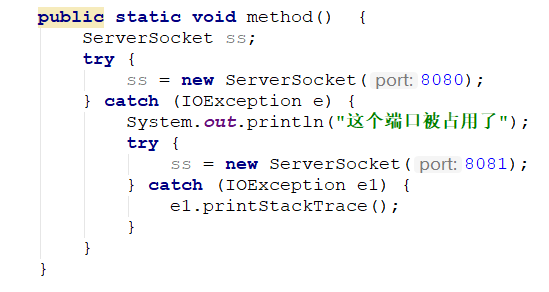 public static void method()  {
    ServerSocket ss;
    try {
        ss = new ServerSocket( port: 8080);
    } catch (IOException e) {
        System.out.println("这个端口被占用了");
        try {
            ss = new ServerSocket( port: 8081);
        } catch (IOException e1) {
            e1.printStackTrace();
        }
    }
}